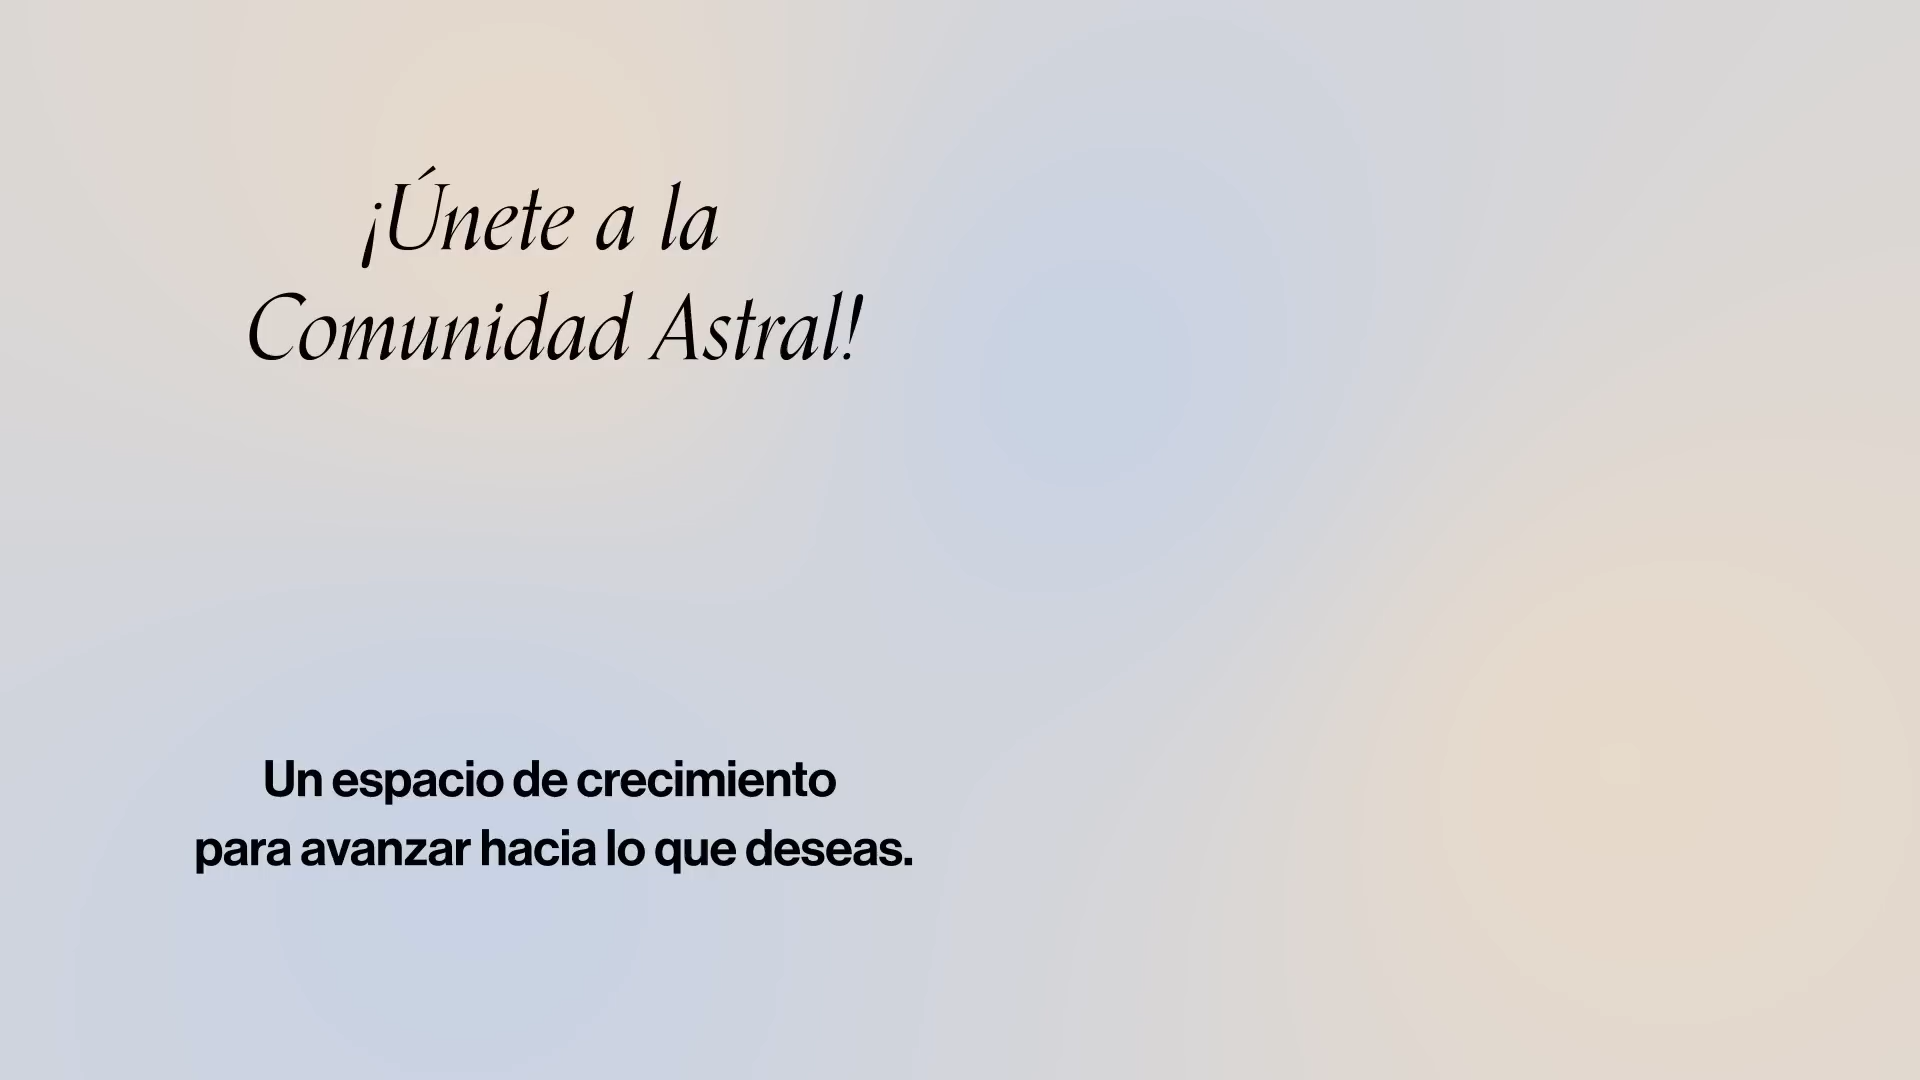 ¡Únete a la
Comunidad Astral!
Un espacio de crecimiento
para avanzar hacia lo que deseas.